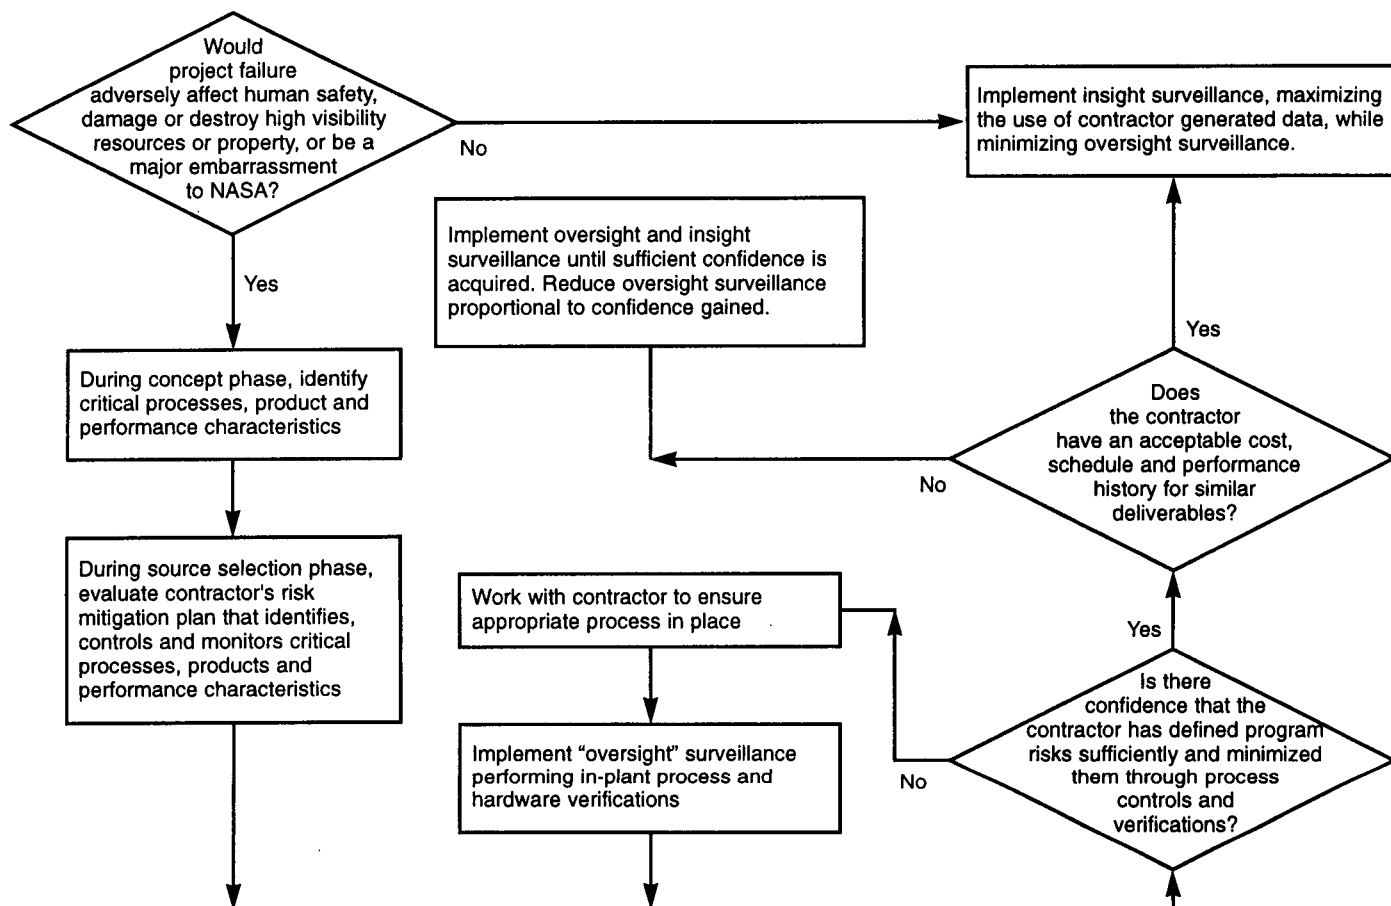 Would
project failure
adversely affect human safety,
damage or destroy high visibility
resources or property, or be a
major embarrassment
to NASA?
No
Implement insight surveillance, maximizing
the use of contractor generated data, while
minimizing oversight surveillance.
Implement oversight and insight
surveillance until sufficient confidence is
acquired. Reduce oversight surveillance
proportional to confidence gained.
Yes
Yes
During concept phase, identify
critical processes, product and
performance characteristics
Does
the contractor
have an acceptable cost,
schedule and performance
history for similar
deliverables?
No
During source selection phase,
evaluate contractor's risk
mitigation plan that identifies,
controls and monitors critical
processes, products and
performance characteristics
Work with contractor to ensure
appropriate process in place
Yes
Is there
confidence that the
contractor has defined program
risks sufficiently and minimized
them through process
controls and
verifications?
No
Implement “oversight” surveillance
performing in-plant process and
hardware verifications